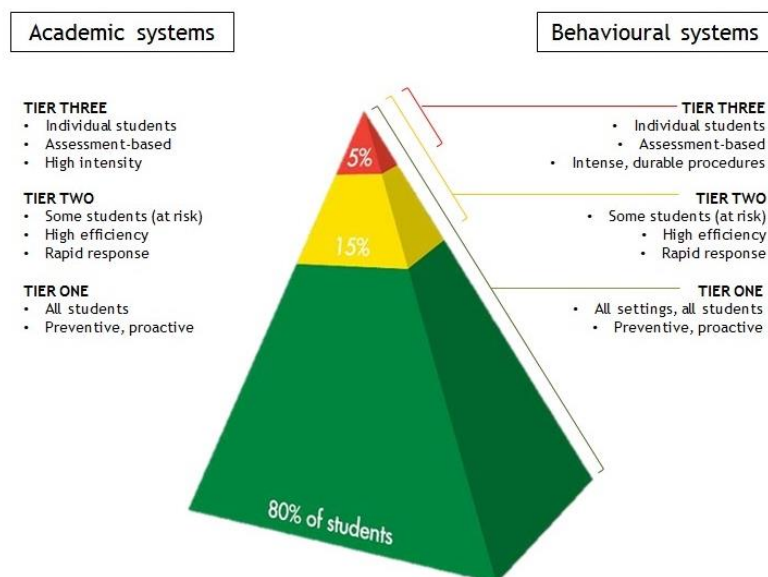 Academic systems
Behavioural systems
TIER THREE
• Individual students
• Assessment-based
• High intensity
TIER TWO
• Some students (at risk)
• High efficiency
• Rapid response
TIER ONE
• All students
• Preventive, proactive
5%
15%
80% of students
TIER THREE
• Individual students
• Assessment-based
• Intense, durable procedures
TIER TWO
• Some students (at risk)
• High efficiency
• Rapid response
TIER ONE
• All settings, all students
• Preventive, proactive